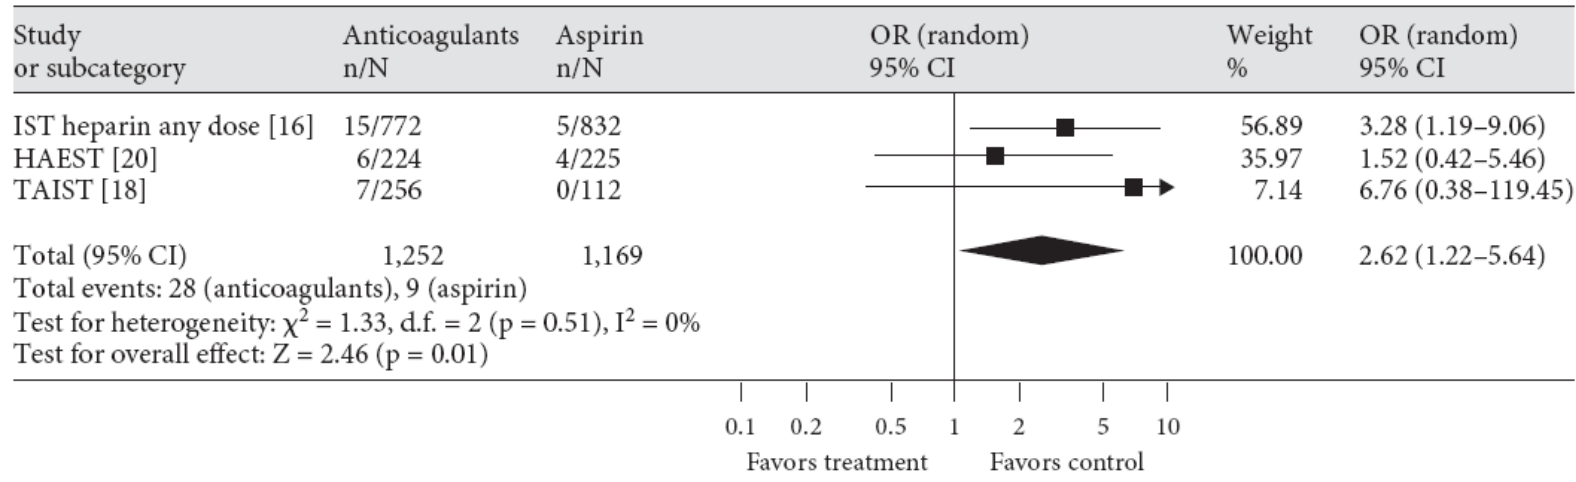 Study Anticoagulants Aspirin OR (random) Weight OR (random)
or subcategory n/N n/N 95% CI % 95% CI
IST heparin any dose [16] 15/772 5/832 56.89 3.28 (1.19–9.06)
HAEST [20] 6/224 4/225 35.97 1.52 (0.42–5.46)
TAIST [18] 7/256 0/112 7.14 6.76 (0.38–119.45)
Total (95% CI) 1,252 1,169 100.00 2.62 (1.22–5.64)
Total events: 28 (anticoagulants), 9 (aspirin)
Test for heterogeneity: χ² = 1.33, d.f. = 2 (p = 0.51), I² = 0%
Test for overall effect: Z = 2.46 (p = 0.01)
0.1 0.2 0.5 1 2 5 10
Favors treatment Favors control